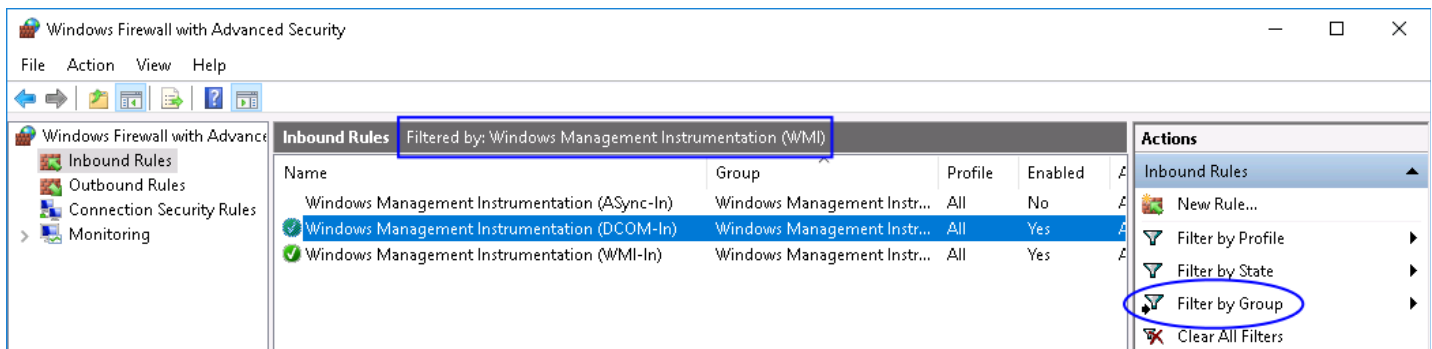 Windows Firewall with Advanced Security
File Action View Help
Windows Firewall with Advance
Inbound Rules
Outbound Rules
Connection Security Rules
Monitoring
Inbound Rules Filtered by: Windows Management Instrumentation (WMI)
Name Group Profile Enabled A
Windows Management Instrumentation (ASync-In) Windows Management Instr... All No A
Windows Management Instrumentation (DCOM-In) Windows Management Instr... All Yes A
Windows Management Instrumentation (WMI-In) Windows Management Instr... All Yes A
Actions
Inbound Rules
New Rule...
Filter by Profile
Filter by State
Filter by Group
Clear All Filters